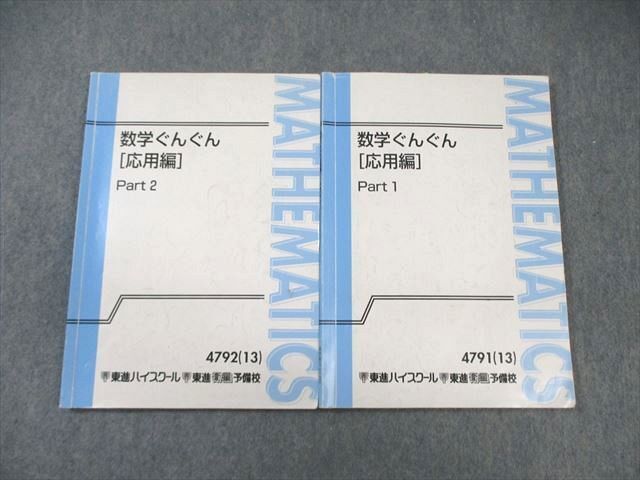 数学ぐんぐん
[応用編]
Part 2
4792(13)
東進ハイスクール 東進衛星予備校
MATHEMATICS
数学ぐんぐん
[応用編]
Part 1
4791(13)
東進ハイスクール 東進衛星予備校
MATHEMATICS